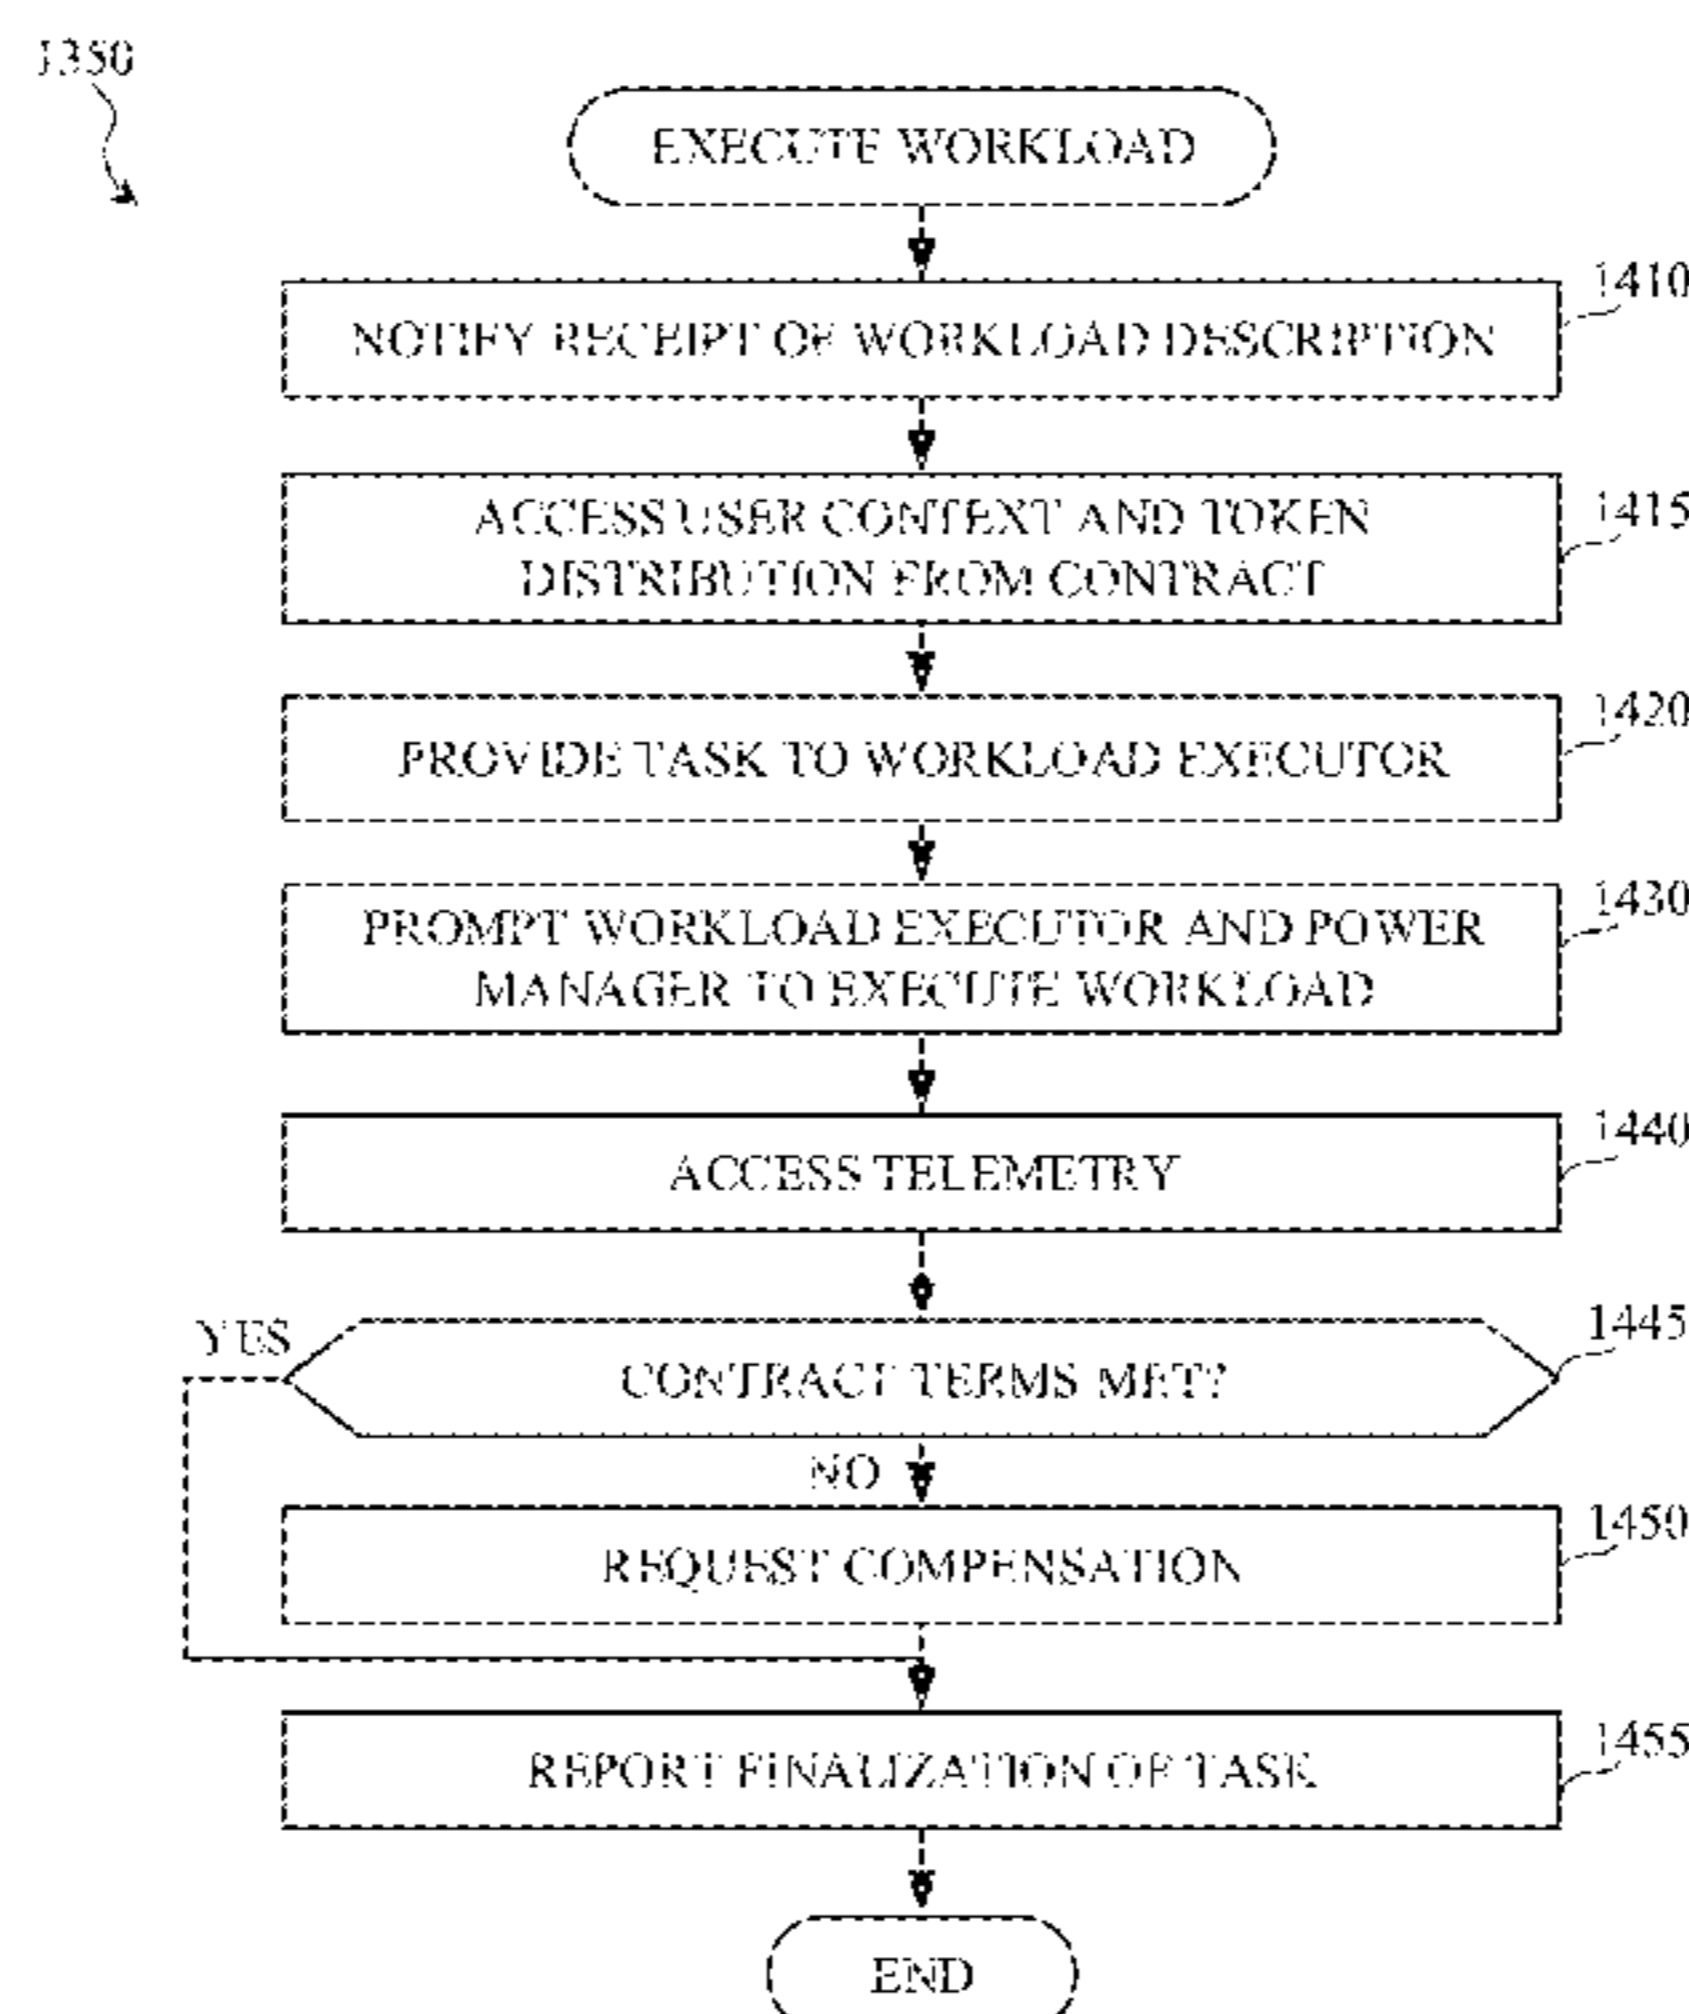 1350
EXECUTE WORKLOAD
1410
NOTIFY RECEIPT OF WORKLOAD DESCRIPTION
1415
ACCESS USER CONTEXT AND TOKEN
DISTRIBUTION FROM CONTRACT
1420
PROVIDE TASK TO WORKLOAD EXECUTOR
1430
PROMPT WORKLOAD EXECUTOR AND POWER
MANAGER TO EXECUTE WORKLOAD
1440
ACCESS TELEMETRY
1445
YES
CONTRACT TERMS MET?
NO
1450
REQUEST COMPENSATION
1455
REPORT FINALIZATION OF TASK
END